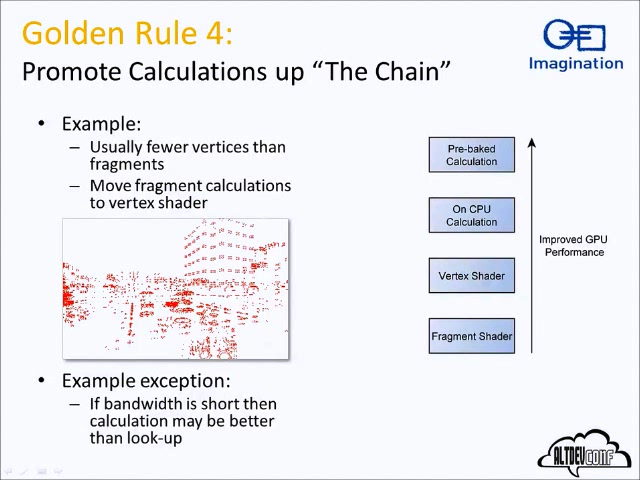 Golden Rule 4:
Promote Calculations up “The Chain”
Imagination
• Example:
– Usually fewer vertices than
fragments
– Move fragment calculations
to vertex shader
Pre-baked
Calculation
On CPU
Calculation
Vertex Shader
Fragment Shader
Improved GPU
Performance
• Example exception:
– If bandwidth is short then
calculation may be better
than look-up
ALTDEVCONF